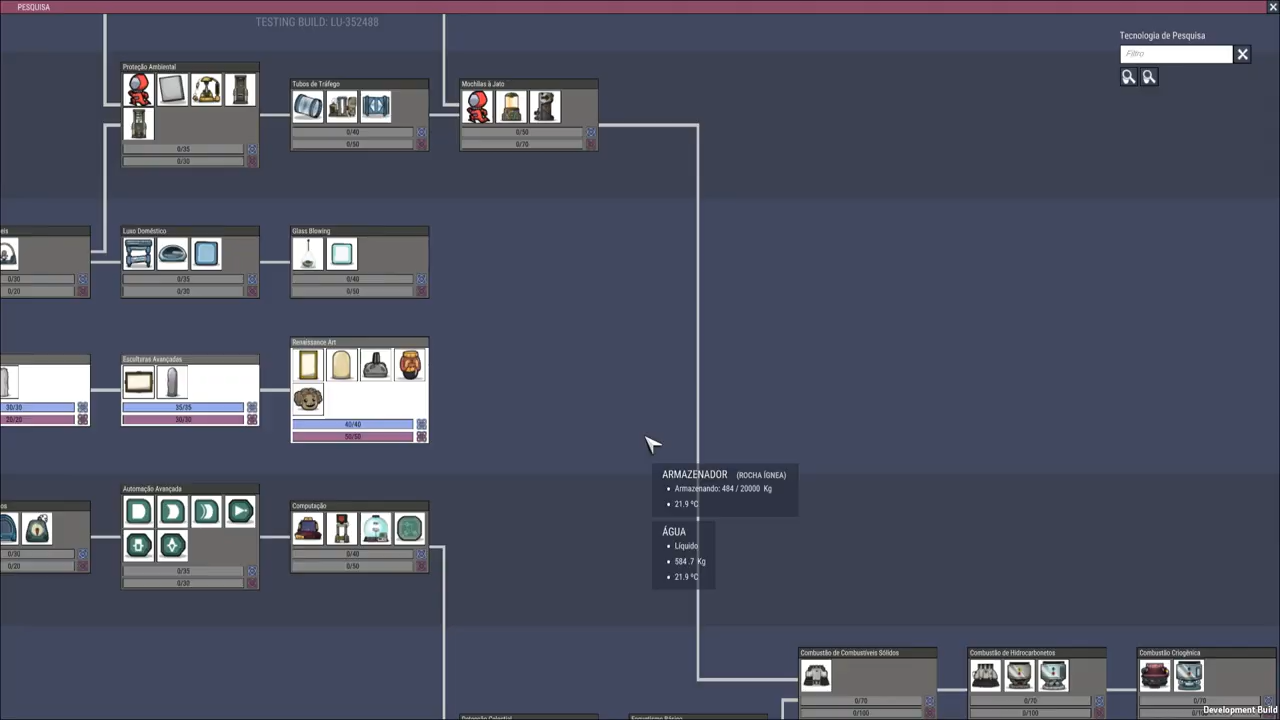 PESQUISA
TESTING BUILD: LU-352488
Tecnologia de Pesquisa
Filtro
Proteção Ambiental
0/35
0/30
Tubos de Tráfego
0/40
0/50
Mochilas à Jato
0/50
0/70
eis
0/30
0/20
Luxo Doméstico
0/35
0/30
Glass Blowing
0/40
0/50
30/30
20/20
Esculturas Avançadas
35/35
30/30
Renaissance Art
40/40
50/50
ARMAZENADOR (ROCHA ÍGNEA)
• Armazenando: 484 / 20000 Kg
• 21.9 ºC
ÁGUA
• Líquido
• 584.7 Kg
• 21.9 ºC
os
0/30
0/20
Automação Avançada
0/35
0/30
Computação
0/40
0/50
Combustão de Combustíveis Sólidos
0/70
0/100
Combustão de Hidrocarbonetos
0/70
0/100
Combustão Criogênica
0/70
Development Build